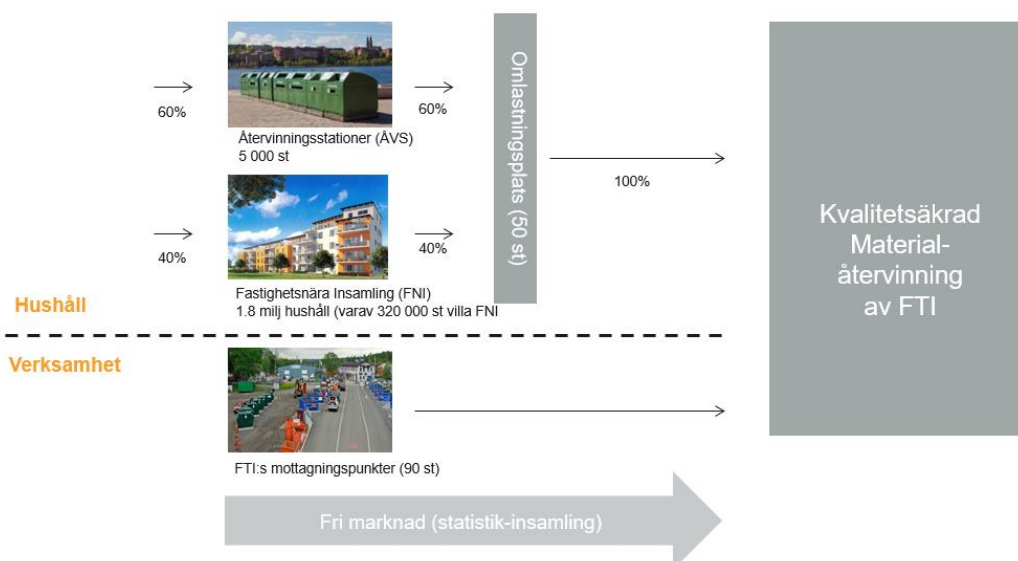 60%
60%
Återvinningsstationer (ÅVS)
5 000 st
Omlastningsplats (50 st)
100%
40%
40%
Fastighetsnära Insamling (FNI)
1.8 milj hushåll (varav 320 000 st villa FNI
Hushåll
Kvalitetsäkrad
Material-
återvinning
av FTI
Verksamhet
FTI:s mottagningspunkter (90 st)
Fri marknad (statistik-insamling)